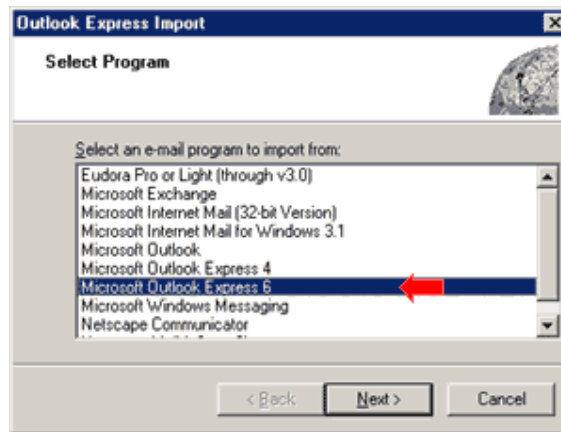 Outlook Express Import
Select Program
Select an e-mail program to import from:
Eudora Pro or Light (through v3.0)
Microsoft Exchange
Microsoft Internet Mail (32-bit Version)
Microsoft Internet Mail for Windows 3.1
Microsoft Outlook
Microsoft Outlook Express 4
Microsoft Outlook Express 6
Microsoft Windows Messaging
Netscape Communicator
< Back
Next >
Cancel